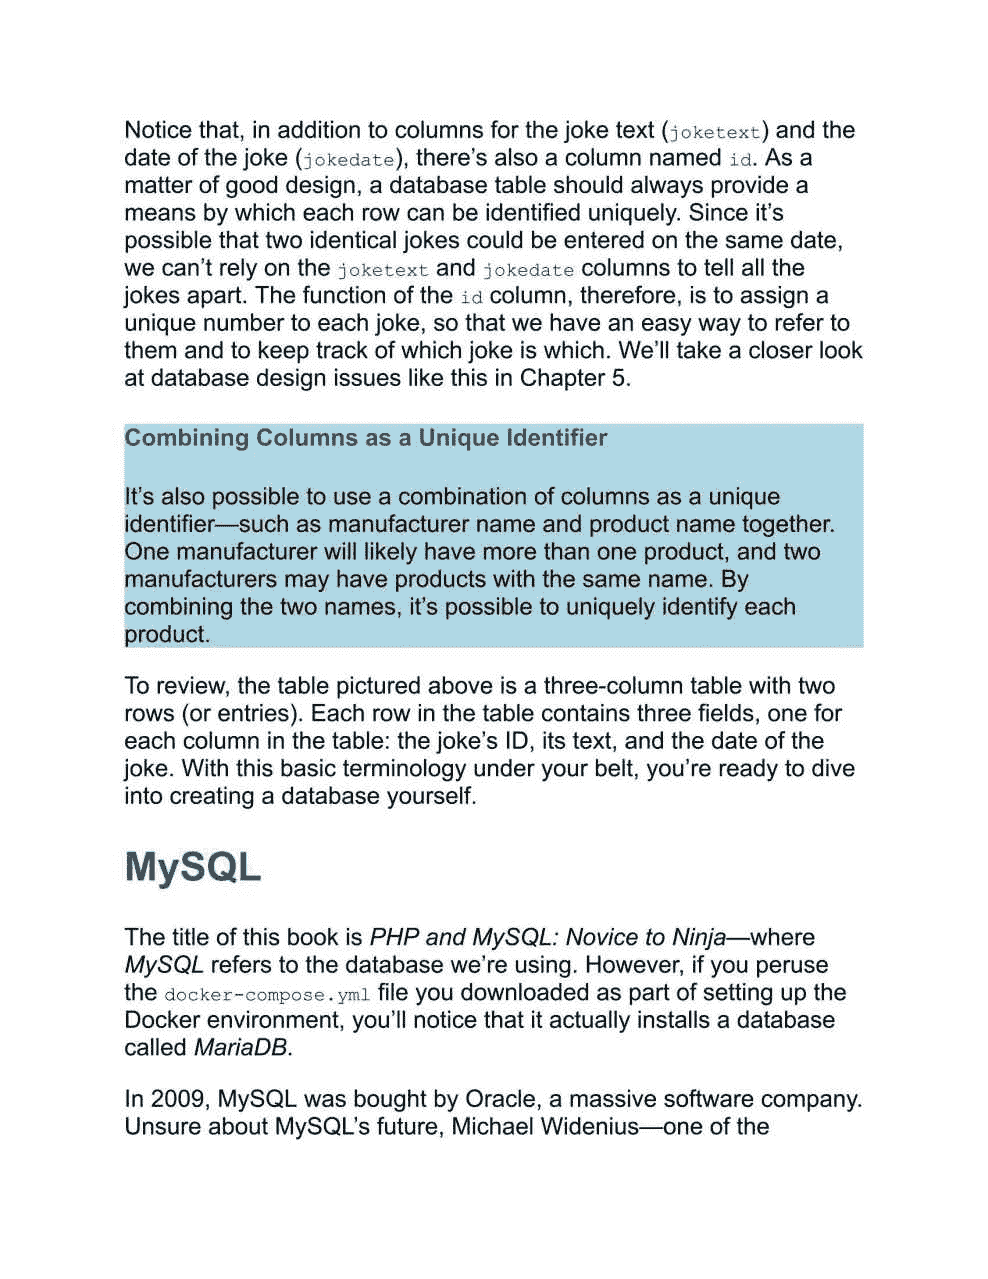 Notice that, in addition to columns for the joke text (joketext) and the
date of the joke (jokedate), there’s also a column named id. As a
matter of good design, a database table should always provide a
means by which each row can be identified uniquely. Since it’s
possible that two identical jokes could be entered on the same date,
we can’t rely on the joketext and jokedate columns to tell all the
jokes apart. The function of the id column, therefore, is to assign a
unique number to each joke, so that we have an easy way to refer to
them and to keep track of which joke is which. We’ll take a closer look
at database design issues like this in Chapter 5.
Combining Columns as a Unique Identifier
It’s also possible to use a combination of columns as a unique
identifier—such as manufacturer name and product name together.
One manufacturer will likely have more than one product, and two
manufacturers may have products with the same name. By
combining the two names, it’s possible to uniquely identify each
product.
To review, the table pictured above is a three-column table with two
rows (or entries). Each row in the table contains three fields, one for
each column in the table: the joke’s ID, its text, and the date of the
joke. With this basic terminology under your belt, you’re ready to dive
into creating a database yourself.
MySQL
The title of this book is PHP and MySQL: Novice to Ninja—where
MySQL refers to the database we’re using. However, if you peruse
the docker-compose.yml file you downloaded as part of setting up the
Docker environment, you’ll notice that it actually installs a database
called MariaDB.
In 2009, MySQL was bought by Oracle, a massive software company.
Unsure about MySQL’s future, Michael Widenius—one of the